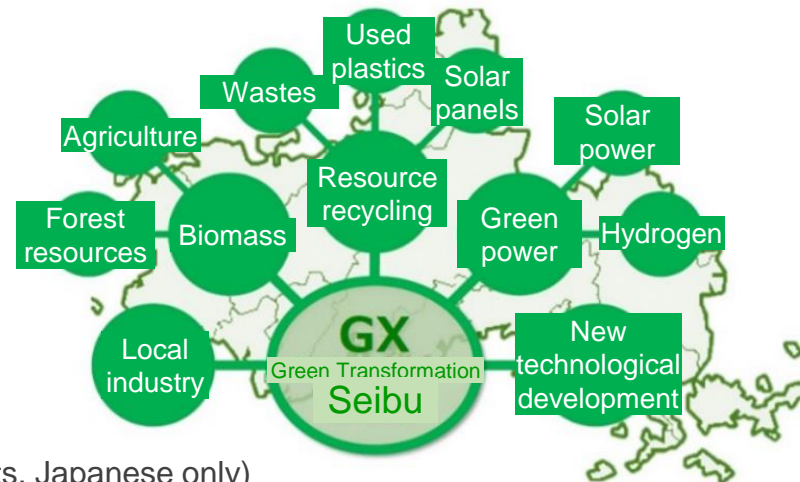 Used
plastics
Wastes
Solar
panels
Agriculture
Solar
power
Resource
recycling
Forest
resources
Biomass
Green
power
Hydrogen
Local
industry
GX
Green Transformation
Seibu
New
technological
development
ts. Japanese only)